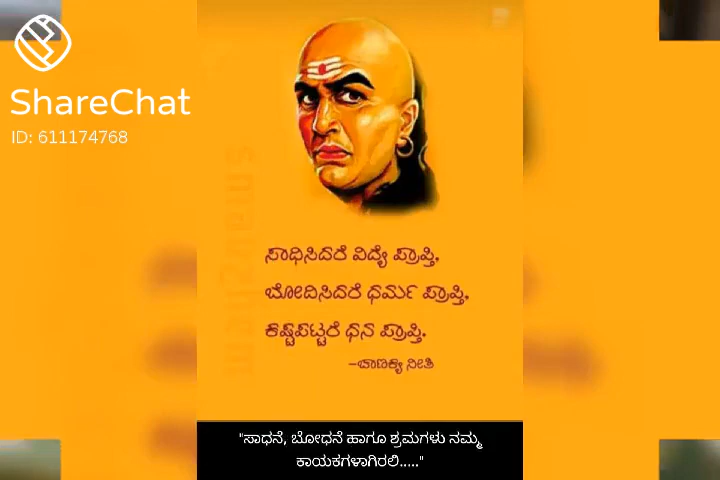 ShareChat
ID: 611174768
ಸಾಧಿಸಿದರೆ ವಿದ್ಯೆ ಪ್ರಾಪ್ತಿ.
ಬೋದಿಸಿದರೆ ಧರ್ಮ ಪ್ರಾಪ್ತಿ.
ಕಷ್ಟಪಟ್ಟರೆ ಧನ ಪ್ರಾಪ್ತಿ.
–ಚಾಣಕ್ಯ ನೀತಿ
"ಸಾಧನೆ, ಬೋಧನೆ ಹಾಗೂ ಶ್ರಮಗಳು ನಮ್ಮ
ಕಾಯಕಗಳಾಗಿರಲಿ....."